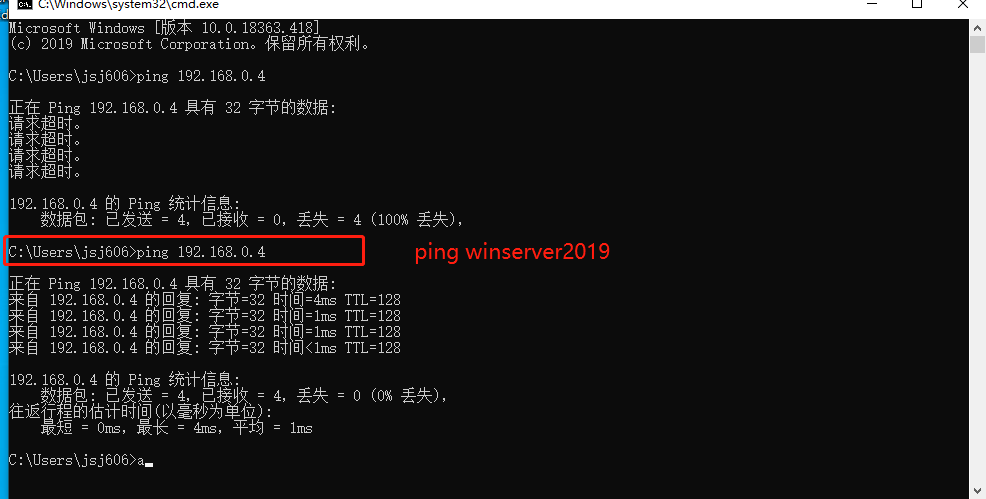 C:\Windows\system32\cmd.exe
Microsoft Windows [版本 10.0.18363.418]
(c) 2019 Microsoft Corporation。保留所有权利。
C:\Users\jsj606>ping 192.168.0.4
正在 Ping 192.168.0.4 具有 32 字节的数据:
请求超时。
请求超时。
请求超时。
请求超时。
192.168.0.4 的 Ping 统计信息:
数据包: 已发送 = 4，已接收 = 0，丢失 = 4 (100% 丢失)，
C:\Users\jsj606>ping 192.168.0.4
ping winserver2019
正在 Ping 192.168.0.4 具有 32 字节的数据:
来自 192.168.0.4 的回复: 字节=32 时间=4ms TTL=128
来自 192.168.0.4 的回复: 字节=32 时间=1ms TTL=128
来自 192.168.0.4 的回复: 字节=32 时间=1ms TTL=128
来自 192.168.0.4 的回复: 字节=32 时间<1ms TTL=128
192.168.0.4 的 Ping 统计信息:
数据包: 已发送 = 4，已接收 = 4，丢失 = 0 (0% 丢失)，
往返行程的估计时间(以毫秒为单位):
最短 = 0ms，最长 = 4ms，平均 = 1ms
C:\Users\jsj606>a